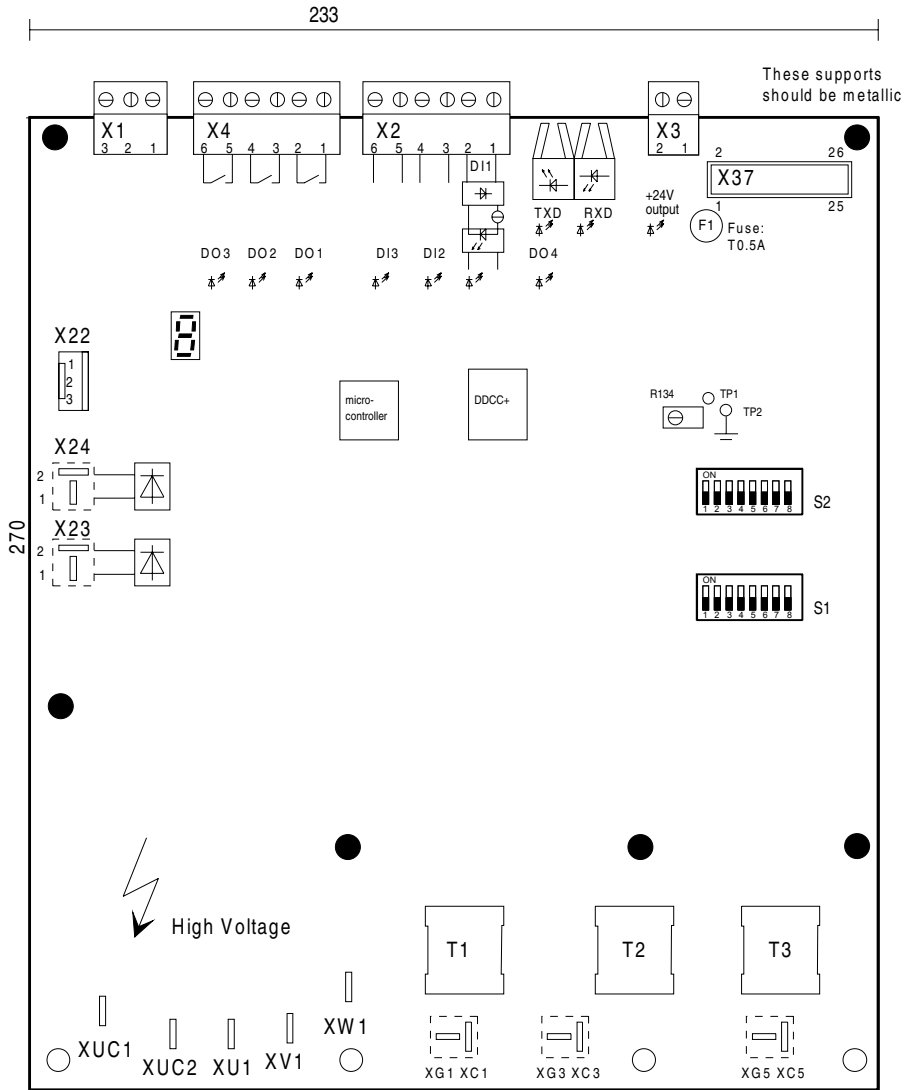 233
These supports
should be metallic
X1
3 2 1
X4
6 5 4 3 2 1
X2
6 5 4 3 2 1
X3
2 1
DI1
2 26
X37
1 25
TXD RXD
+24V
output
F1
Fuse:
T0.5A
DO3 DO2 DO1 DI3 DI2 DO4
X22
1
2
3
micro-
controller
DDCC+
R134
TP1
TP2
X24
2
1
ON
1 2 3 4 5 6 7 8
S2
X23
2
1
270
ON
1 2 3 4 5 6 7 8
S1
High Voltage
T1 T2 T3
XUC1
XUC2 XU1 XV1 XW1
XG1 XC1 XG3 XC3 XG5 XC5